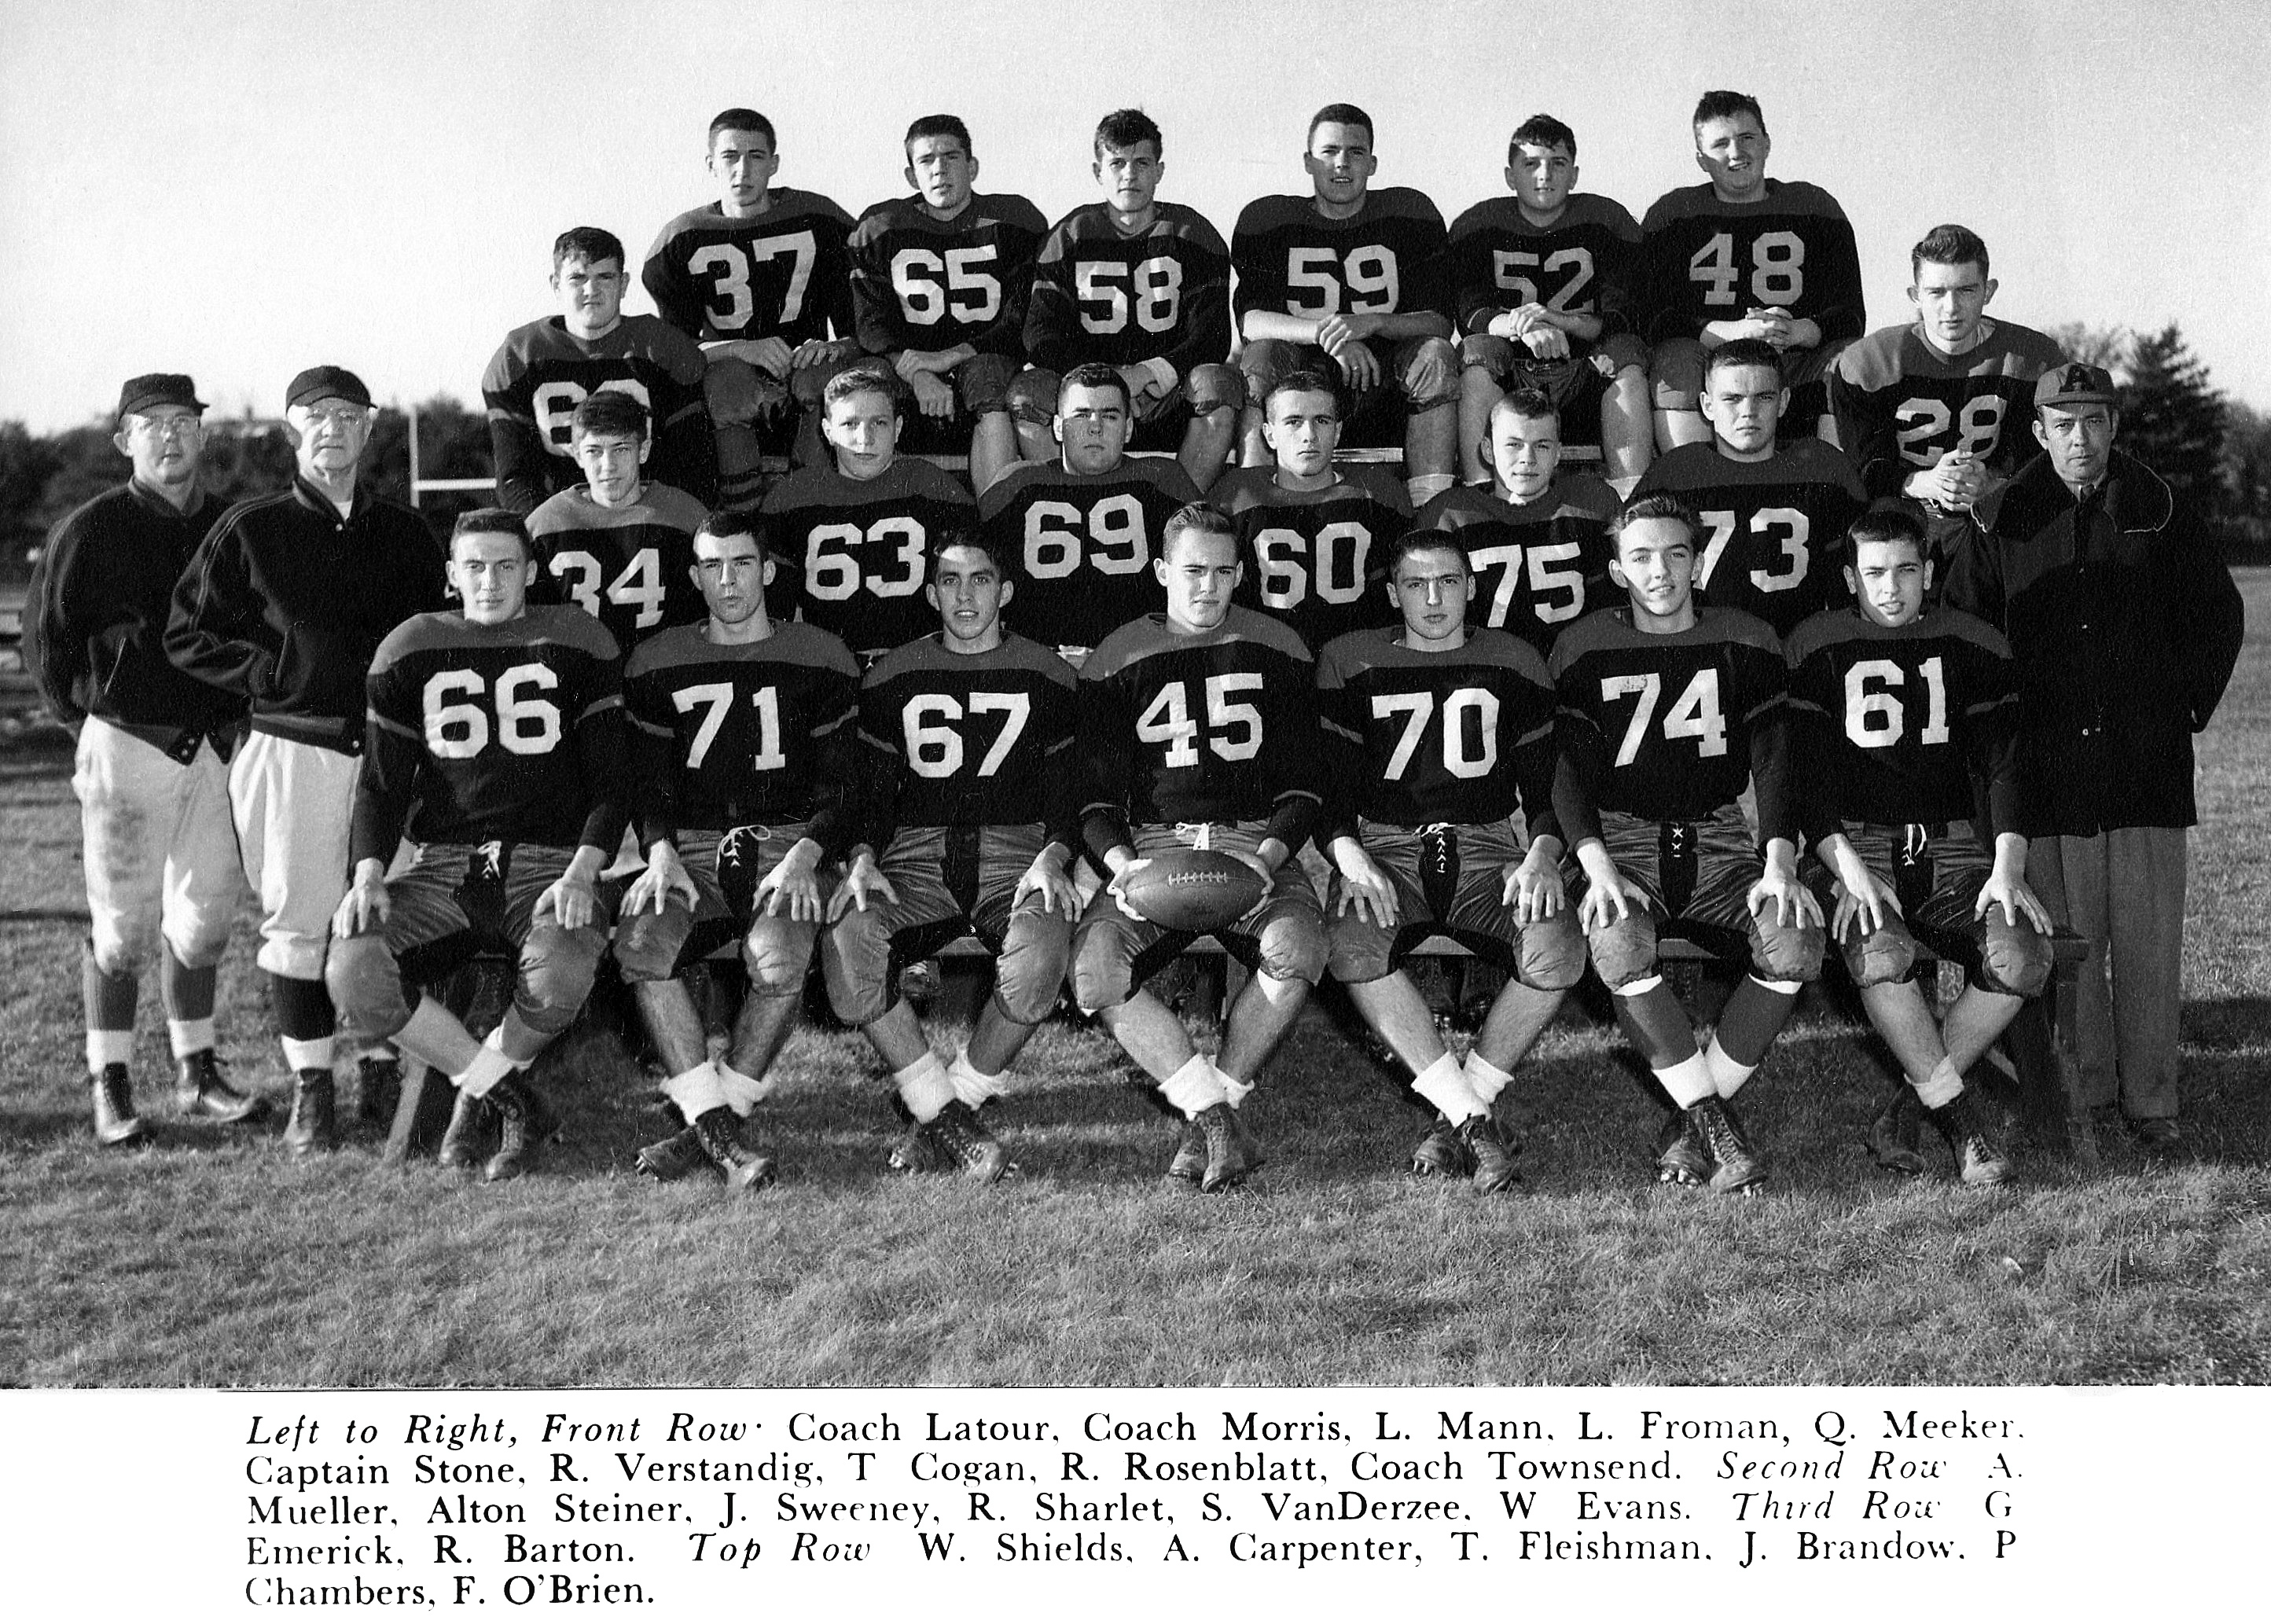 37 65 58 59 52 48
28
A
34 63 69 60 75 73
66 71 67 45 70 74 61
A
Left to Right, Front Row· Coach Latour, Coach Morris, L. Mann, L. Froman, Q. Meeker.
Captain Stone, R. Verstandig, T Cogan, R. Rosenblatt, Coach Townsend. Second Row A.
Mueller, Alton Steiner, J. Sweeney, R. Sharlet, S. VanDerzee, W Evans. Third Row G
Emerick, R. Barton. Top Row W. Shields, A. Carpenter, T. Fleishman, J. Brandow, P
Chambers, F. O'Brien.